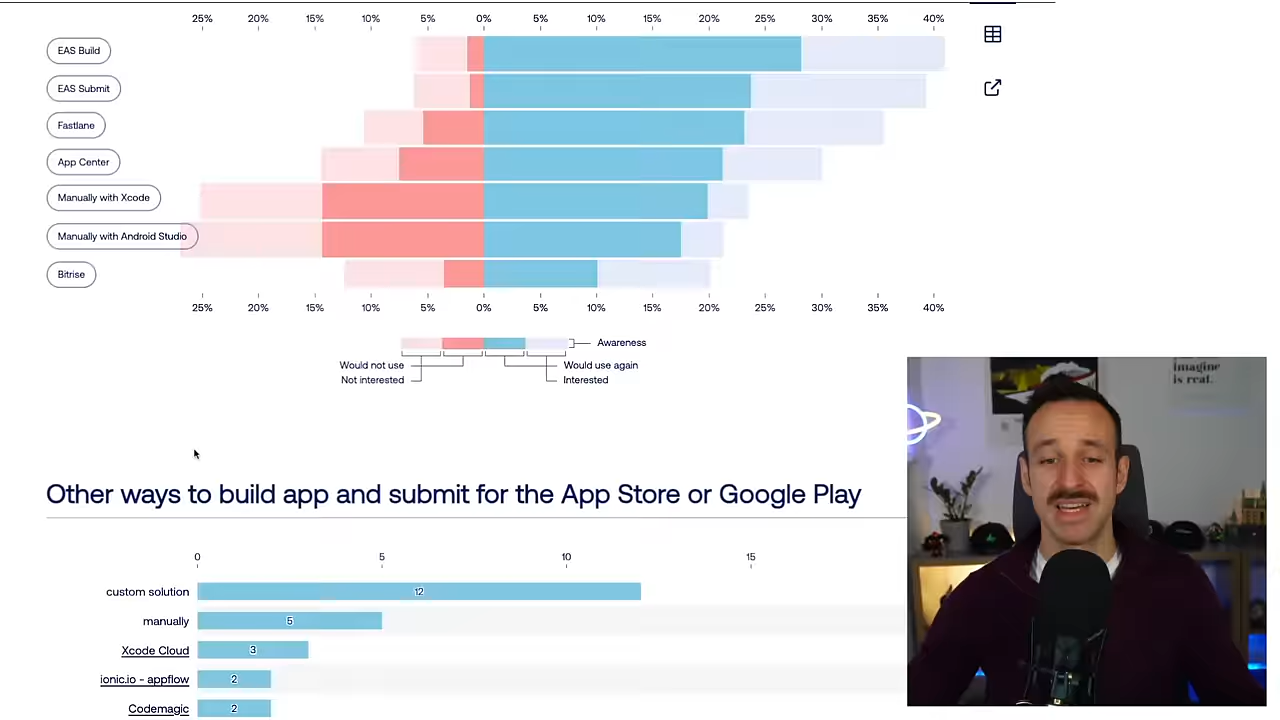 25% 20% 15% 10% 5% 0% 5% 10% 15% 20% 25% 30% 35% 40%
EAS Build
EAS Submit
Fastlane
App Center
Manually with Xcode
Manually with Android Studio
Bitrise
25% 20% 15% 10% 5% 0% 5% 10% 15% 20% 25% 30% 35% 40%
Awareness
Would not use
Would use again
Not interested
Interested
imagine
is real.
Other ways to build app and submit for the App Store or Google Play
0 5 10 15
custom solution 12
manually 5
Xcode Cloud 3
ionic.io - appflow 2
Codemagic 2